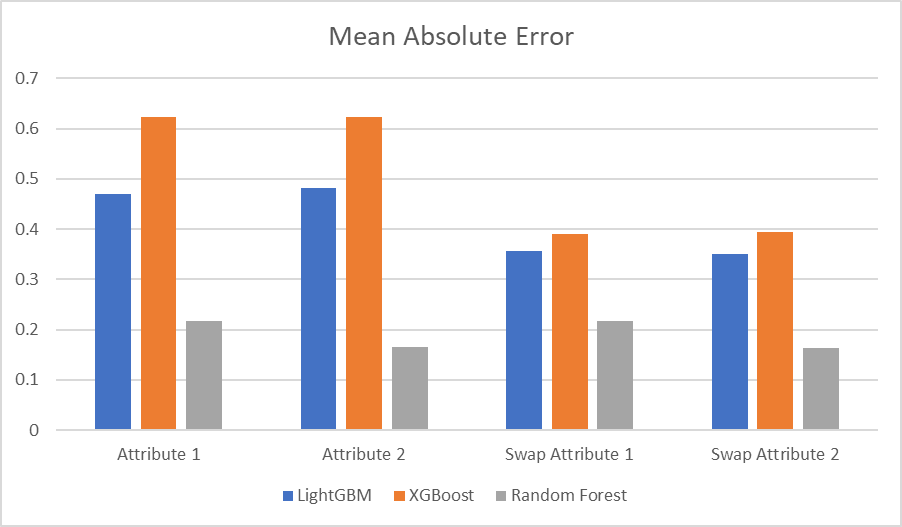 Mean Absolute Error
0.7
0.6
0.5
0.4
0.3
0.2
0.1
0
Attribute 1 Attribute 2 Swap Attribute 1 Swap Attribute 2
LightGBM XGBoost Random Forest